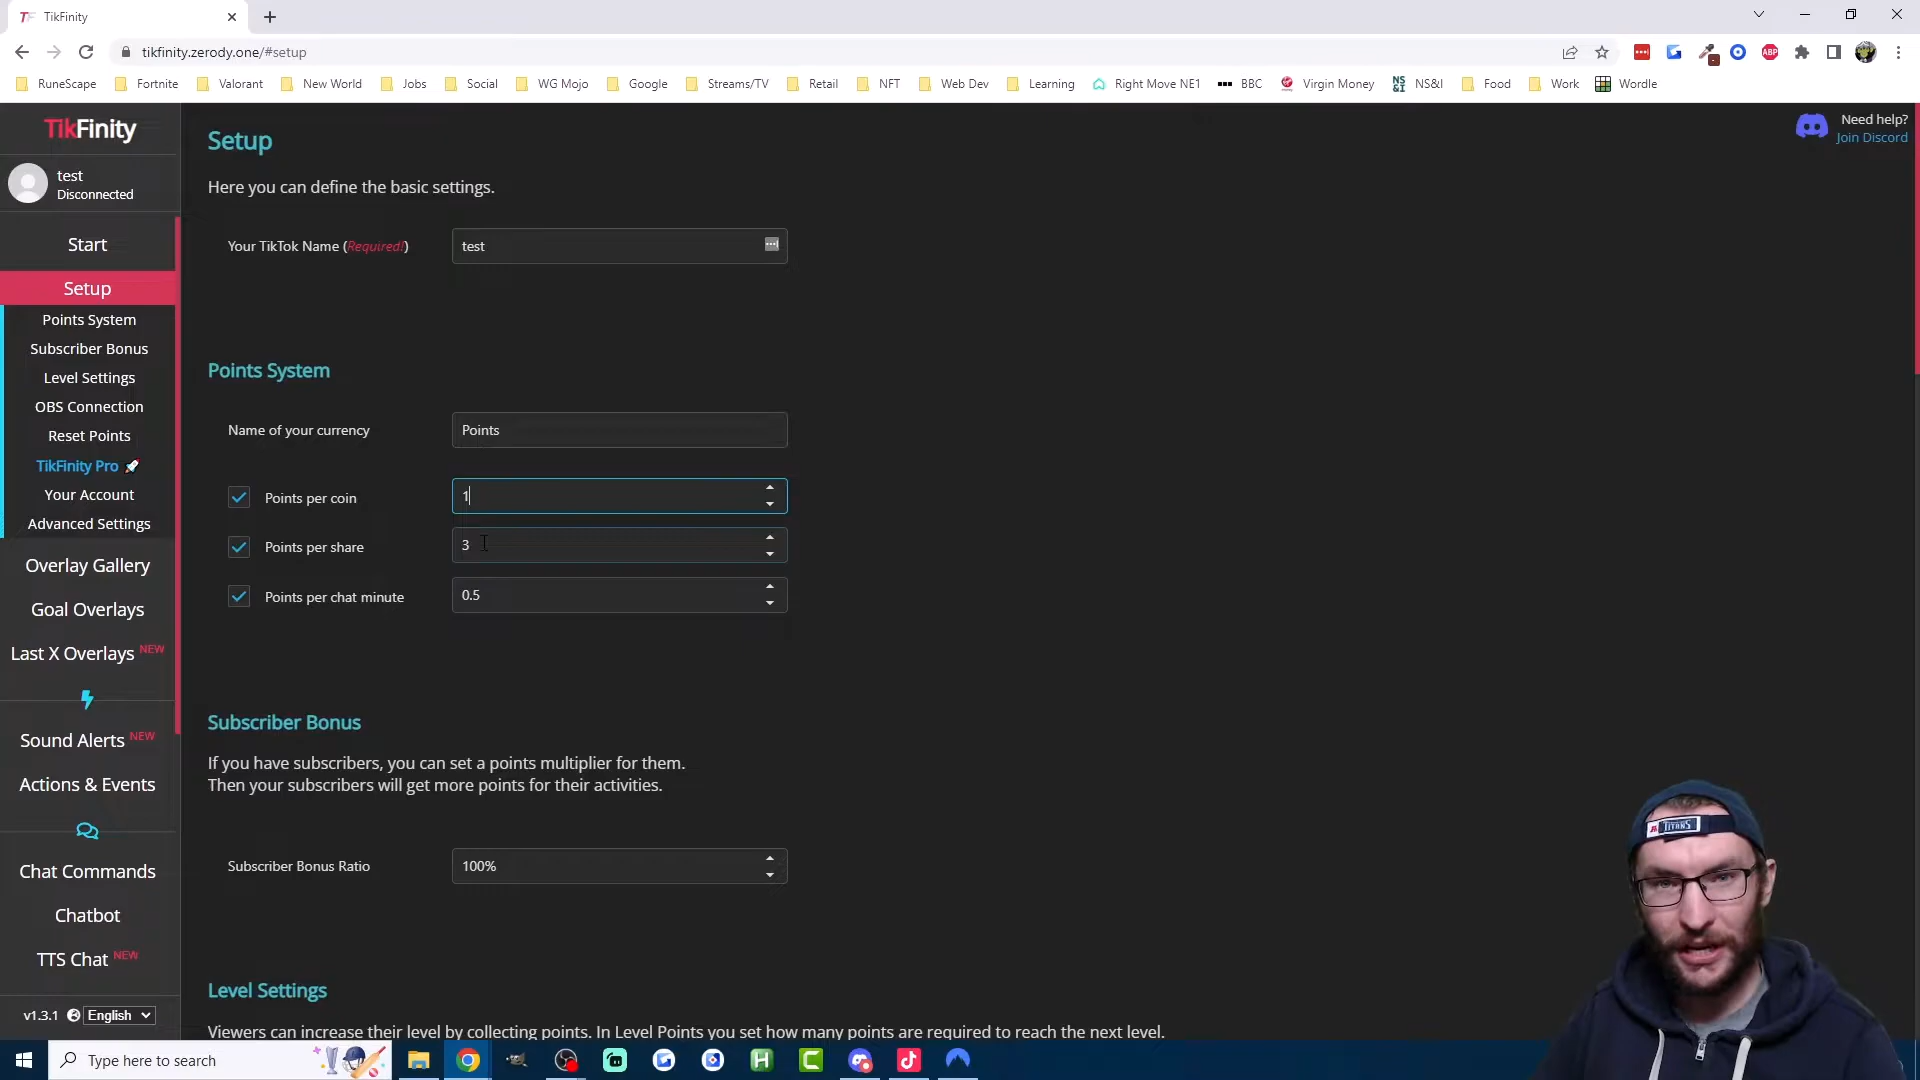 TikFinity
tikfinity.zerody.one/#setup
RuneScape Fortnite Valorant New World Jobs Social WG Mojo Google Streams/TV Retail NFT Web Dev Learning Right Move NE1 BBC Virgin Money NS&I NS&I Food Work Wordle
ABP
TikFinity
test
Disconnected
Start
Setup
Points System
Subscriber Bonus
Level Settings
OBS Connection
Reset Points
TikFinity Pro 🚀
Your Account
Advanced Settings
Overlay Gallery
Goal Overlays
Last X Overlays NEW
Sound Alerts NEW
Actions & Events
Chat Commands
Chatbot
TTS Chat NEW
v1.3.1 English
Setup
Need help?
Join Discord
Here you can define the basic settings.
Your TikTok Name (Required!) test
Points System
Name of your currency Points
Points per coin 1
Points per share 3
Points per chat minute 0.5
Subscriber Bonus
If you have subscribers, you can set a points multiplier for them.
Then your subscribers will get more points for their activities.
Subscriber Bonus Ratio 100%
Level Settings
Viewers can increase their level by collecting points. In Level Points you set how many points are required to reach the next level.
TITANS
Type here to search